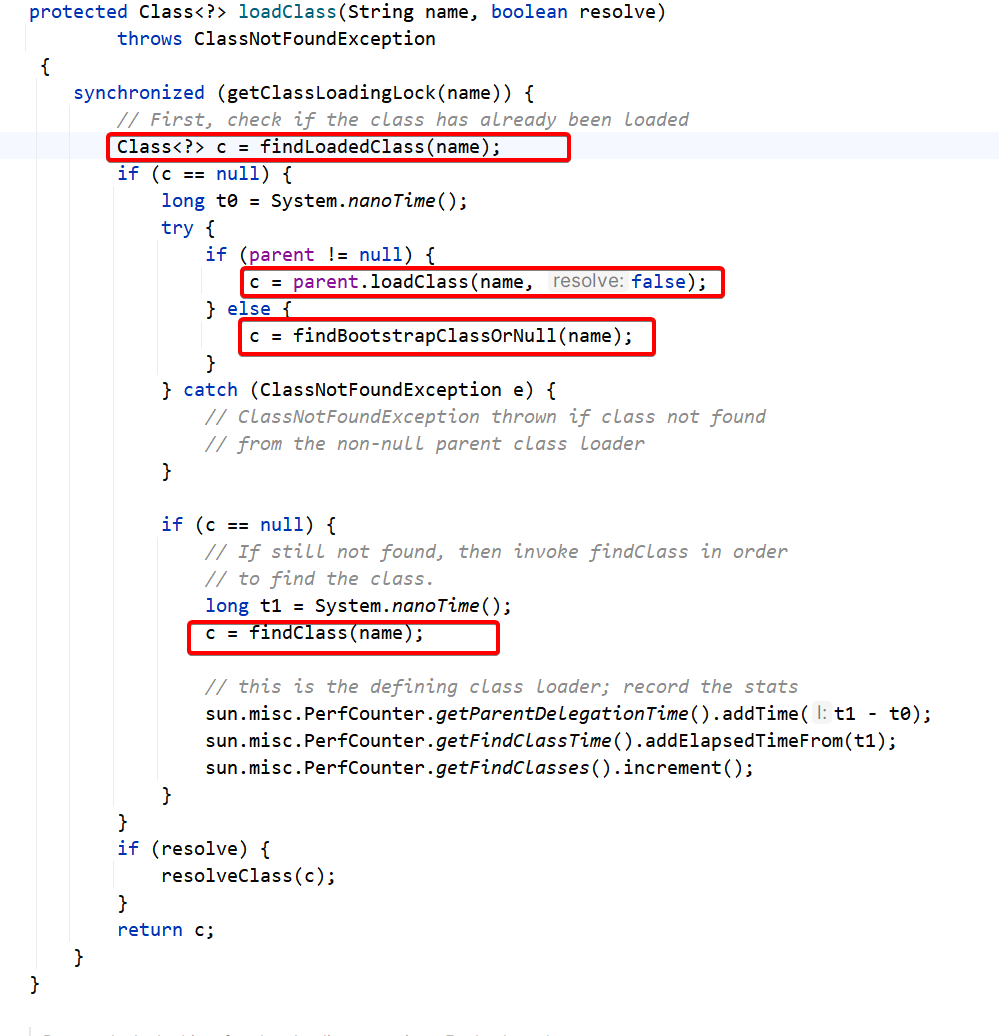 protected Class<?> loadClass(String name, boolean resolve)
throws ClassNotFoundException
{
synchronized (getClassLoadingLock(name)) {
// First, check if the class has already been loaded
Class<?> c = findLoadedClass(name);
if (c == null) {
long t0 = System.nanoTime();
try {
if (parent != null) {
c = parent.loadClass(name, resolve: false);
} else {
c = findBootstrapClassOrNull(name);
}
} catch (ClassNotFoundException e) {
// ClassNotFoundException thrown if class not found
// from the non-null parent class loader
}
if (c == null) {
// If still not found, then invoke findClass in order
// to find the class.
long t1 = System.nanoTime();
c = findClass(name);
// this is the defining class loader; record the stats
sun.misc.PerfCounter.getParentDelegationTime().addTime( l: t1 - t0);
sun.misc.PerfCounter.getFindClassTime().addElapsedTimeFrom(t1);
sun.misc.PerfCounter.getFindClasses().increment();
}
}
if (resolve) {
resolveClass(c);
}
return c;
}
}